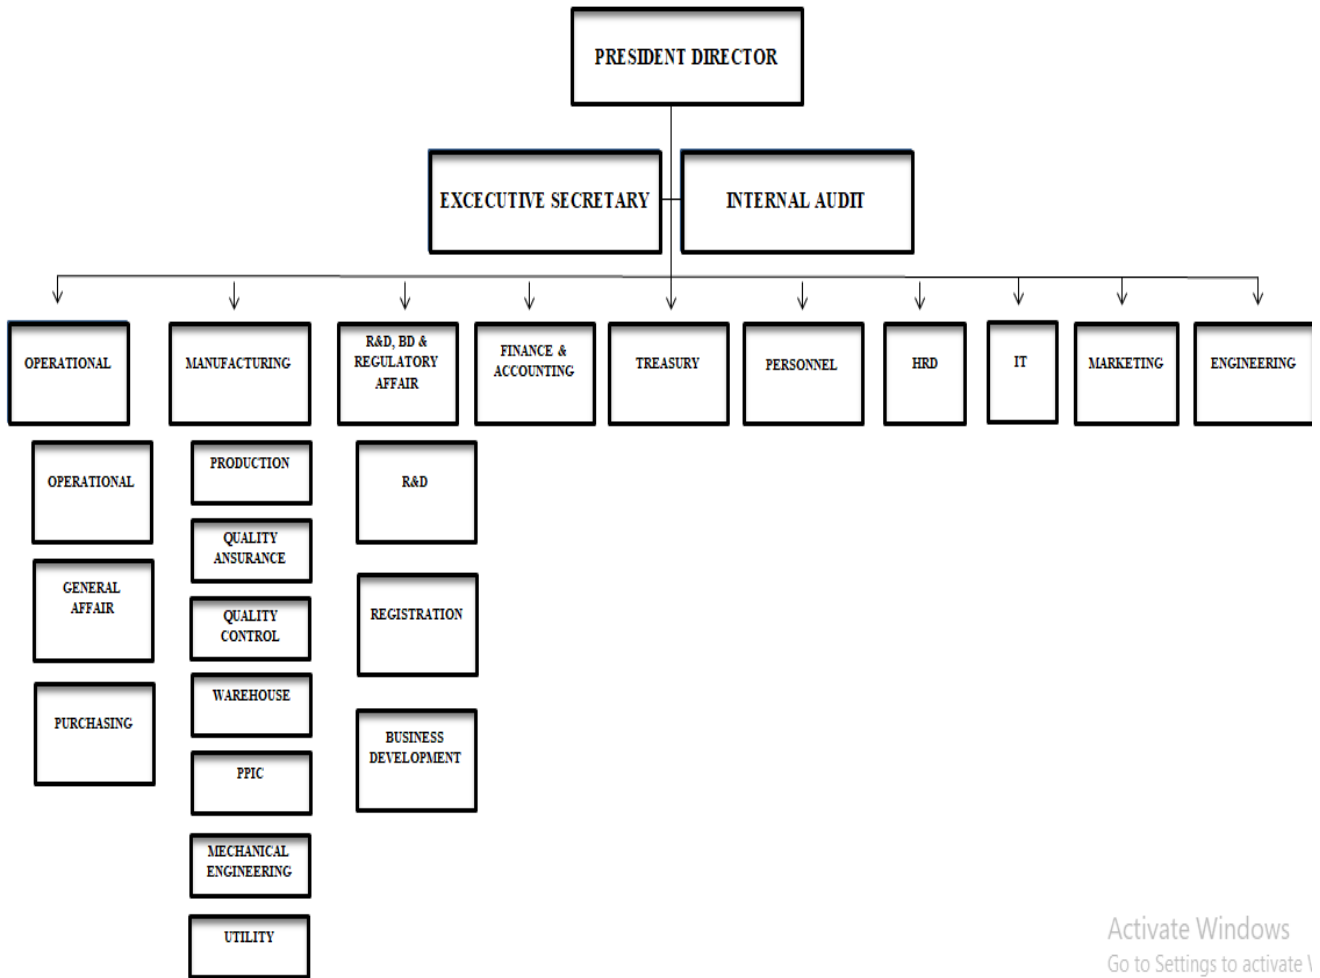 PRESIDENT DIRECTOR
EXCECUTIVE SECRETARY
INTERNAL AUDIT
OPERATIONAL
MANUFACTURING
R&D, BD &
REGULATORY
AFFAIR
FINANCE &
ACCOUNTING
TREASURY
PERSONNEL
HRD
IT
MARKETING
ENGINEERING
OPERATIONAL
GENERAL
AFFAIR
PURCHASING
PRODUCTION
QUALITY
ANSURANCE
QUALITY
CONTROL
WAREHOUSE
PPIC
MECHANICAL
ENGINEERING
UTILITY
R&D
REGISTRATION
BUSINESS
DEVELOPMENT
Activate Windows
Go to Settings to activate